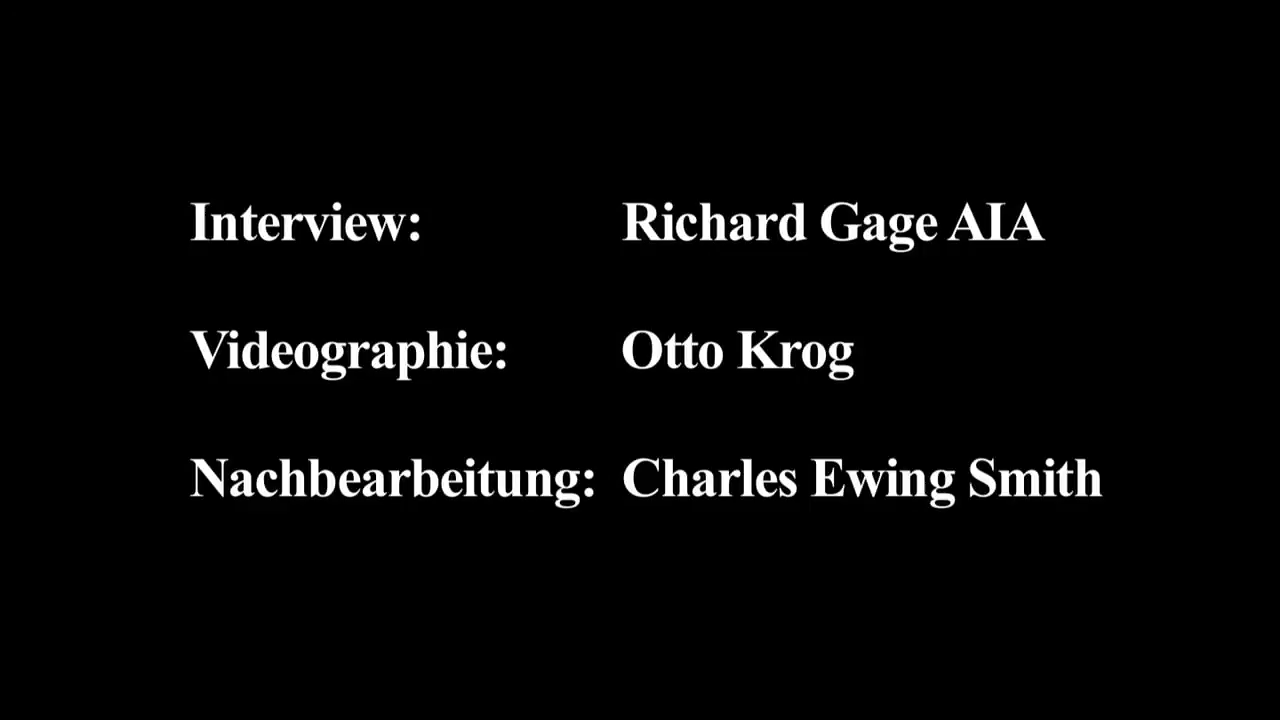 Interview: Richard Gage AIA
Videographie: Otto Krog
Nachbearbeitung: Charles Ewing Smith